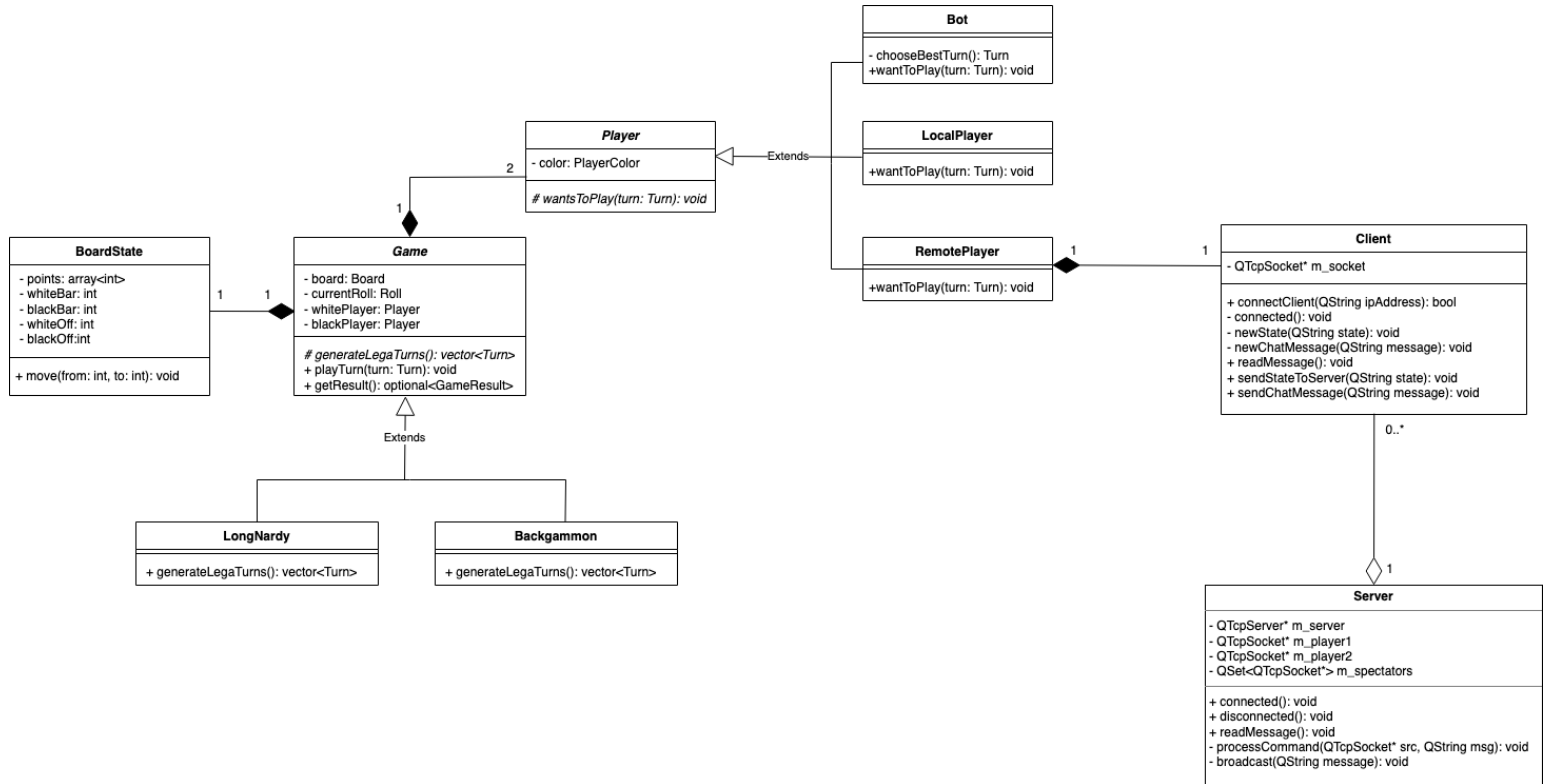 Bot
- chooseBestTurn(): Turn
+wantToPlay(turn: Turn): void
Player
- color: PlayerColor
# wantsToPlay(turn: Turn): void
Extends
LocalPlayer
+wantToPlay(turn: Turn): void
2
1
BoardState
- points: array<int>
- whiteBar: int
- blackBar: int
- whiteOff: int
- blackOff:int
+ move(from: int, to: int): void
1
1
Game
- board: Board
- currentRoll: Roll
- whitePlayer: Player
- blackPlayer: Player
# generateLegaTurns(): vector<Turn>
+ playTurn(turn: Turn): void
+ getResult(): optional<GameResult>
RemotePlayer
+wantToPlay(turn: Turn): void
1
1
Client
- QTcpSocket* m_socket
+ connectClient(QString ipAddress): bool
- connected(): void
- newState(QString state): void
- newChatMessage(QString message): void
+ readMessage(): void
+ sendStateToServer(QString state): void
+ sendChatMessage(QString message): void
0..*
Extends
LongNardy
+ generateLegaTurns(): vector<Turn>
Backgammon
+ generateLegaTurns(): vector<Turn>
1
Server
- QTcpServer* m_server
- QTcpSocket* m_player1
- QTcpSocket* m_player2
- QSet<QTcpSocket*> m_spectators
+ connected(): void
+ disconnected(): void
+ readMessage(): void
- processCommand(QTcpSocket* src, QString msg): void
- broadcast(QString message): void